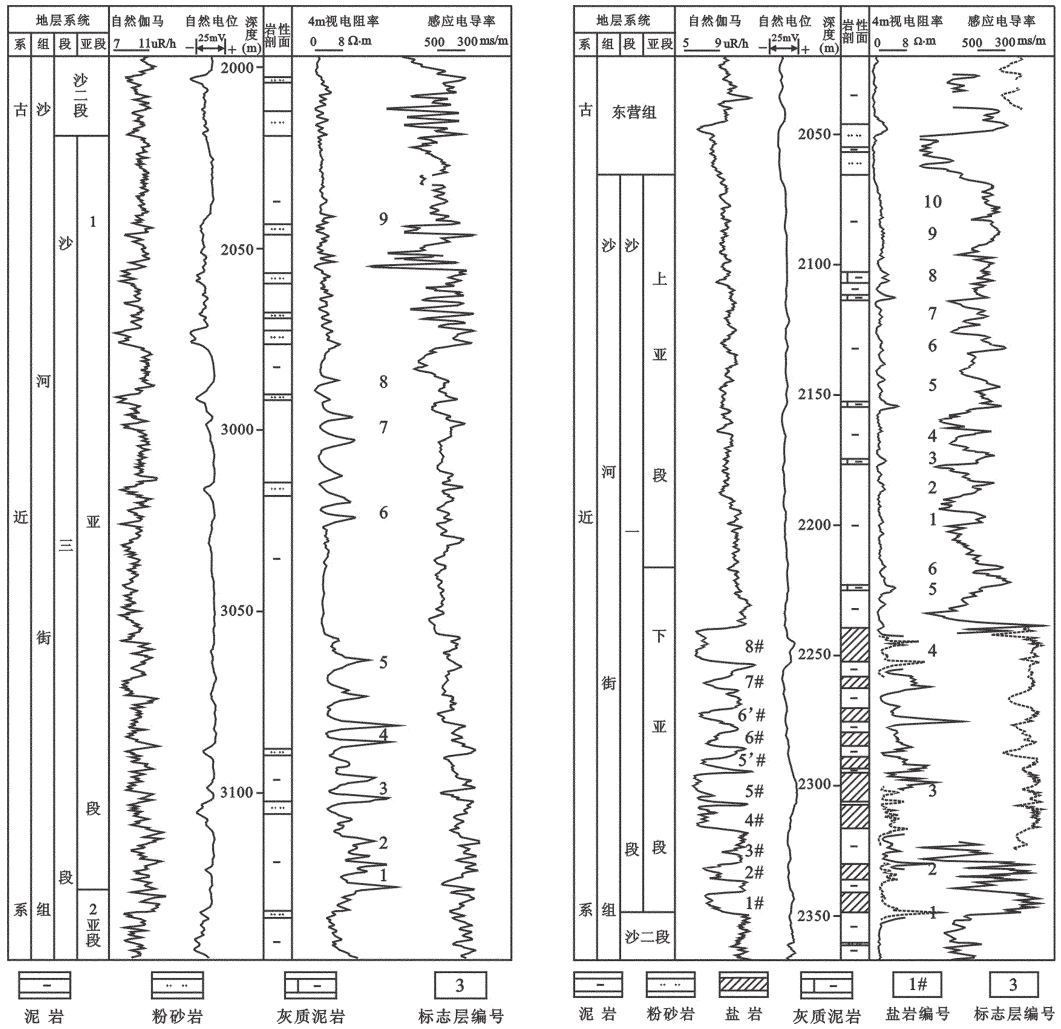 地层系统 自然伽马 自然电位 深度(m) 岩性剖面 4m视电阻率 感应电导率
系 组 段 亚段 7 11uR/h − 25mV + 0 8 Ω·m 500 300 ms/m
古近系
沙河街组
沙二段
沙三段
1亚段
2亚段
2000
2050
3000
3050
3100
9
8
7
6
5
4
3
2
1
泥岩 粉砂岩 灰质泥岩 3 标志层编号
地层系统 自然伽马 自然电位 深度(m) 岩性剖面 4m视电阻率 感应电导率
系 组 段 亚段 5 9uR/h − 25mV + 0 8 Ω·m 500 300 ms/m
古近系
东营组
沙河街组
沙一段
上亚段
下亚段
沙二段
2050
2100
2150
2200
2250
2300
2350
8#
7#
6’#
6#
5’#
5#
4#
3#
2#
1#
10
9
8
7
6
5
4
3
2
1
6
5
4
3
2
1
泥岩 粉砂岩 盐岩 灰质泥岩 1# 盐岩编号 3 标志层编号